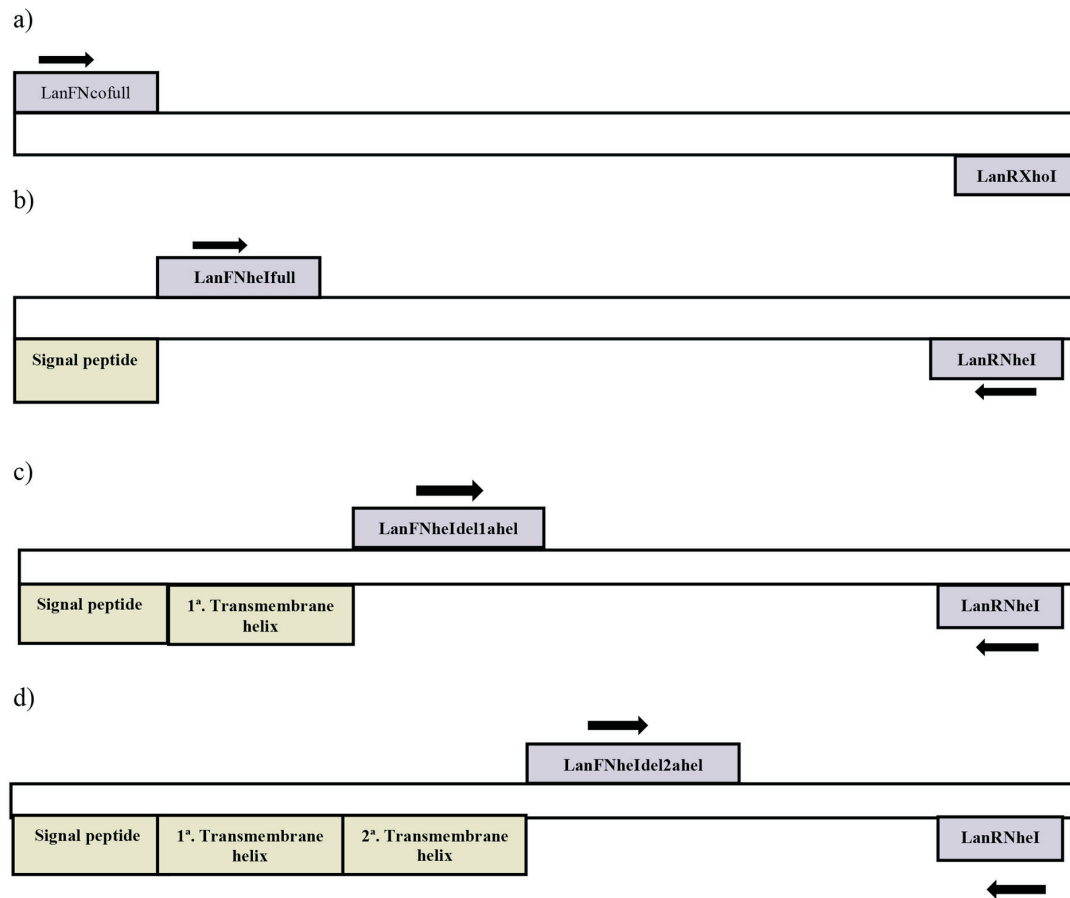 a)
LanFNcofull
LanRXhoI
b)
LanFNheIfull
Signal peptide
LanRNheI
c)
LanFNheIdel1ahel
Signal peptide
1ª. Transmembrane
helix
LanRNheI
d)
LanFNheIdel2ahel
Signal peptide
1ª. Transmembrane
helix
2ª. Transmembrane
helix
LanRNheI